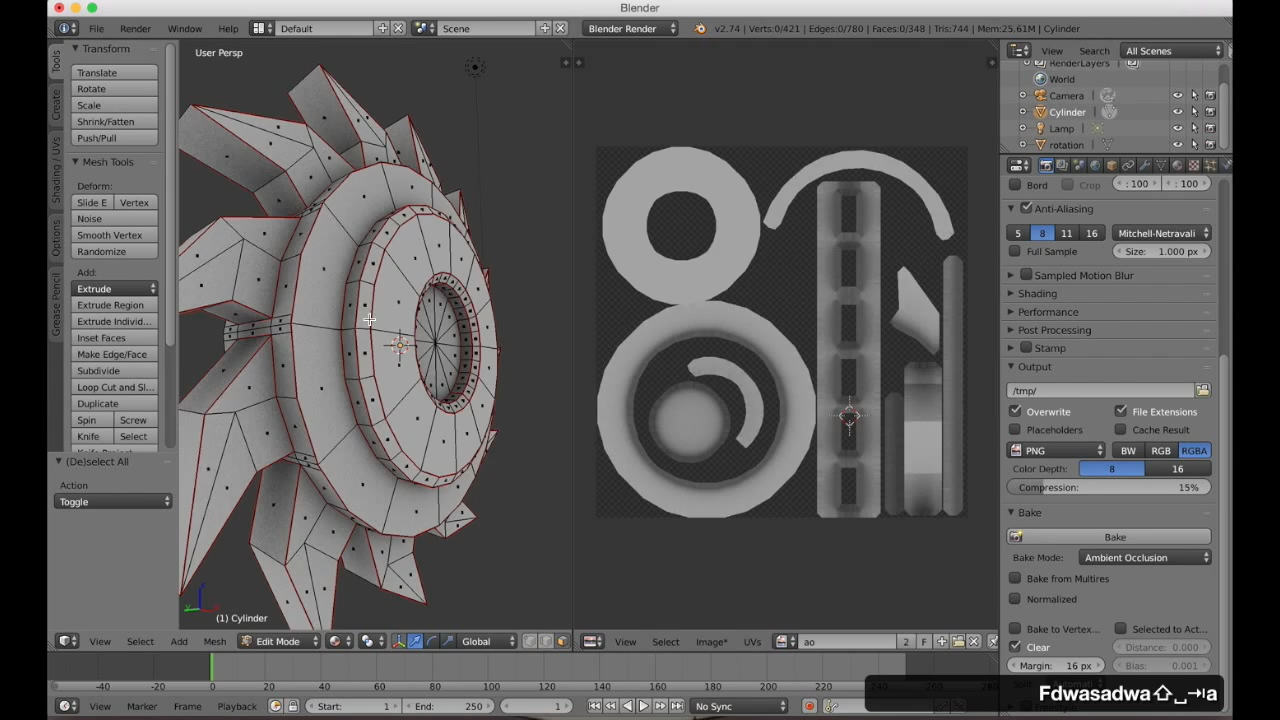 Blender
File Render Window Help Default Scene Blender Render v2.74 | Verts:0/421 | Edges:0/780 | Faces:0/348 | Tris:744 | Mem:25.61M | Cylinder
Tools
Create
Shading / UVs
Options
Grease Pencil
Transform
Translate
Rotate
Scale
Shrink/Fatten
Push/Pull
Mesh Tools
Deform:
Slide E Vertex
Noise
Smooth Vertex
Randomize
Add:
Extrude
Extrude Region
Extrude Individ...
Inset Faces
Make Edge/Face
Subdivide
Loop Cut and Sl...
Duplicate
Spin Screw
Knife Select
(De)select All
Action
Toggle
User Persp
(1) Cylinder
View Select Add Mesh Edit Mode Global
View Select Image* UVs ao 2 F
View Search All Scenes
RenderLayers
World
Camera
Cylinder
Lamp
rotation
Bord Crop : 100 : 100
Anti-Aliasing
5 8 11 16 Mitchell-Netravali
Full Sample Size: 1.000 px
Sampled Motion Blur
Shading
Performance
Post Processing
Stamp
Output
/tmp/
Overwrite File Extensions
Placeholders Cache Result
PNG BW RGB RGBA
Color Depth: 8 16
Compression: 15%
Bake
Bake
Bake Mode: Ambient Occlusion
Bake from Multires
Normalized
Bake to Vertex... Selected to Act...
Clear Distance: 0.000
Margin: 16 px Bias: 0.001
-40 -20 0 20 40 60 80 100 120 140 160 180 200 220 240
View Marker Frame Playback Start: 1 End: 250 1 No Sync
Fdwasadwa⇧␣⇥a